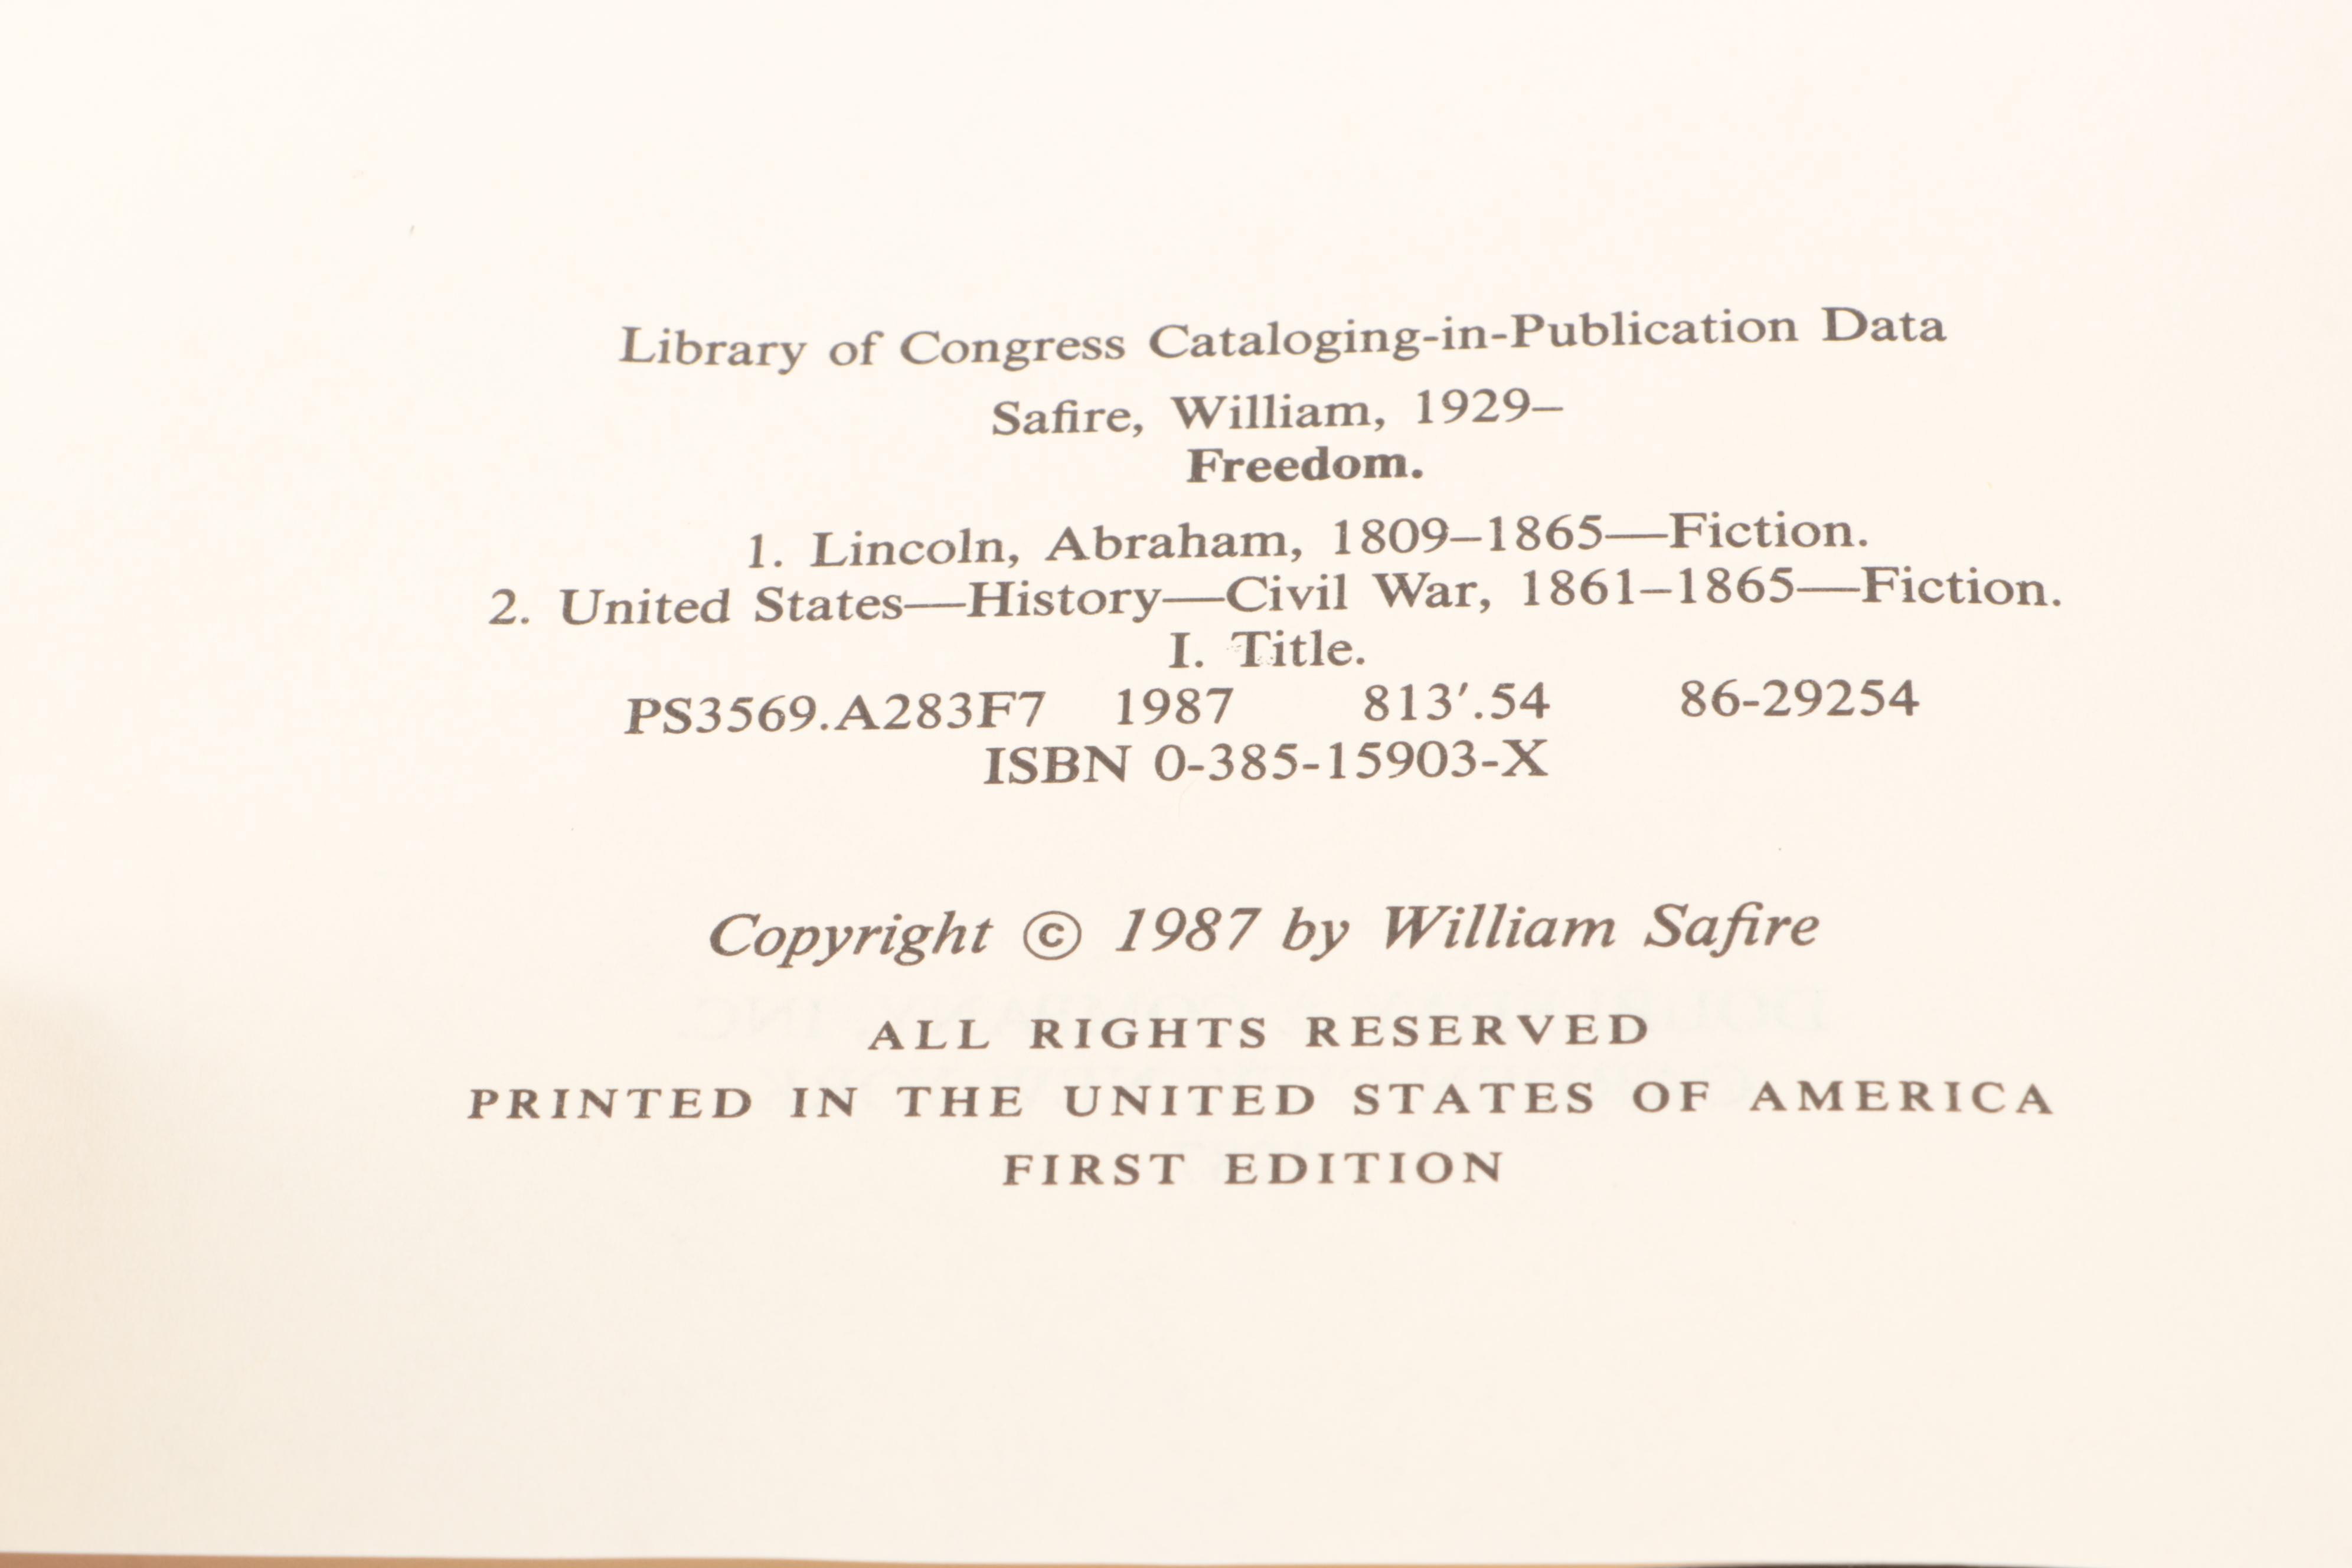 Library of Congress Cataloging-in-Publication Data
Safire, William, 1929–
Freedom.
1. Lincoln, Abraham, 1809–1865—Fiction.
2. United States—History—Civil War, 1861–1865—Fiction.
I. Title.
PS3569.A283F7 1987 813′.54 86-29254
ISBN 0-385-15903-X
Copyright © 1987 by William Safire
ALL RIGHTS RESERVED
PRINTED IN THE UNITED STATES OF AMERICA
FIRST EDITION